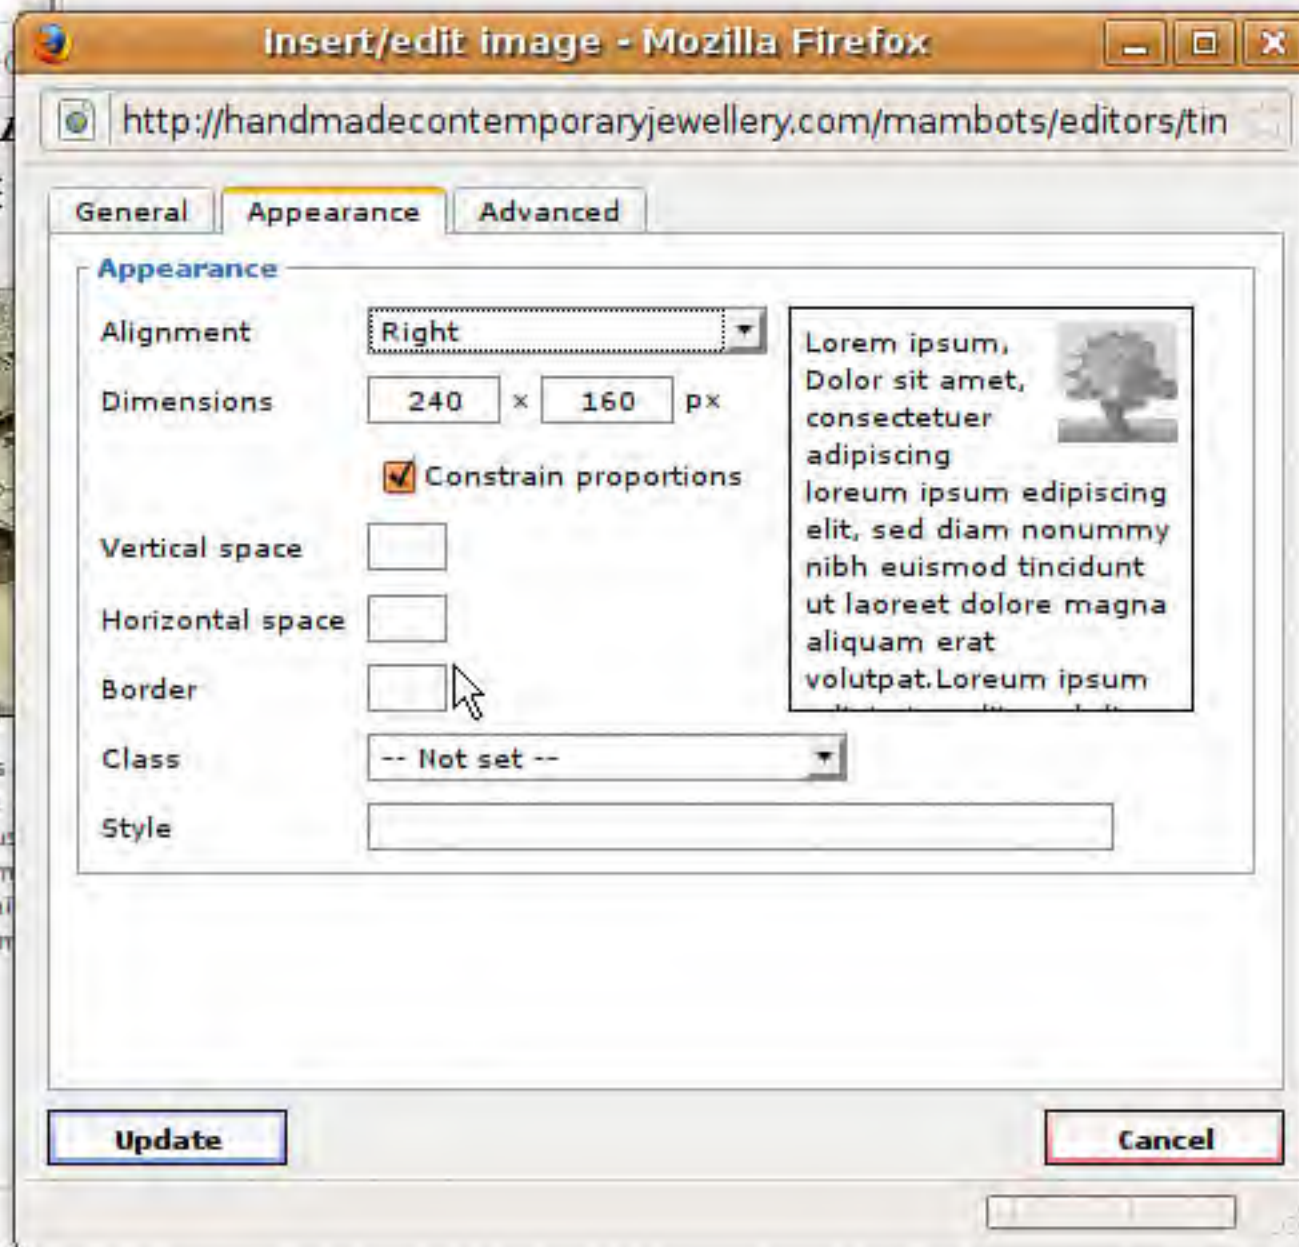 Insert/edit image - Mozilla Firefox
http://handmadecontemporaryjewellery.com/mambots/editors/tin
General Appearance Advanced
Appearance
Alignment Right
Dimensions 240 x 160 px
Constrain proportions
Vertical space
Horizontal space
Border
Class -- Not set --
Style
Lorem ipsum,
Dolor sit amet,
consectetuer
adipiscing
loreum ipsum edipiscing
elit, sed diam nonummy
nibh euismod tincidunt
ut laoreet dolore magna
aliquam erat
volutpat.Loreum ipsum
Update Cancel